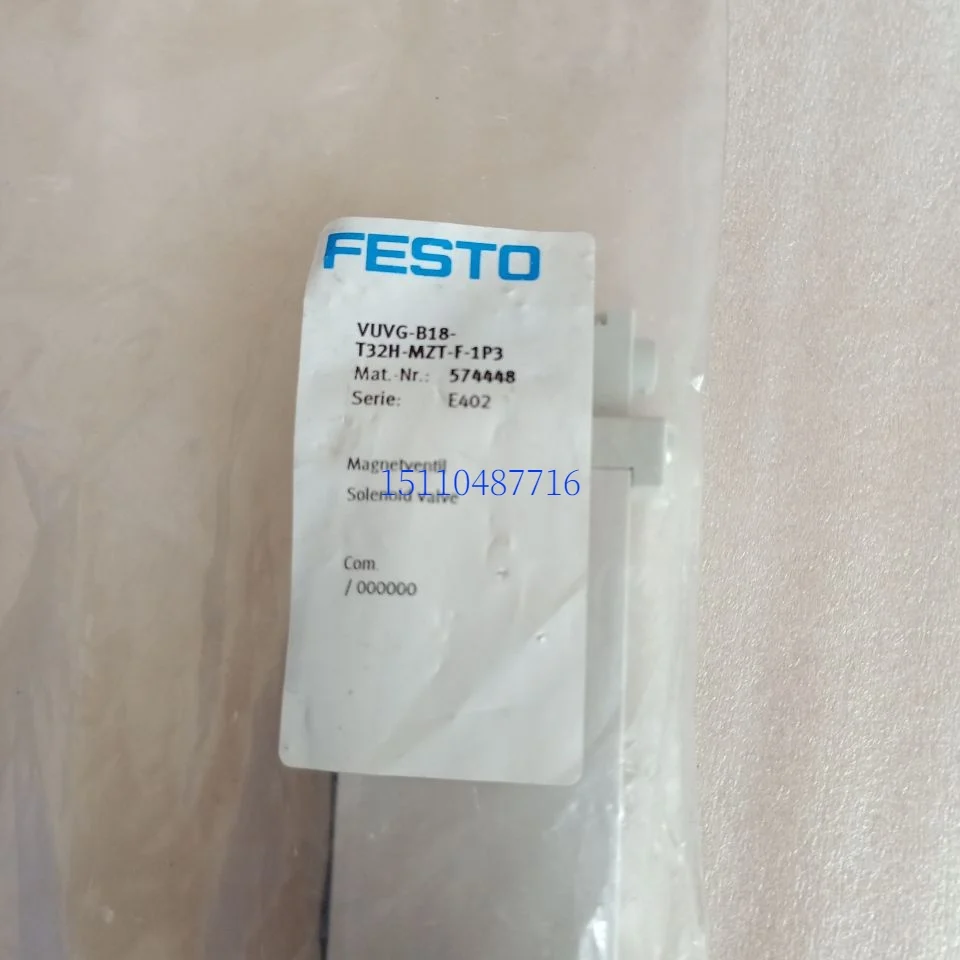 FESTO
VUVG-B18-
T32H-MZT-F-1P3
Mat.-Nr.: 574448
Serie: E402
Magnetventil
15110487716
Solenoid valve
Com.
/ 000000